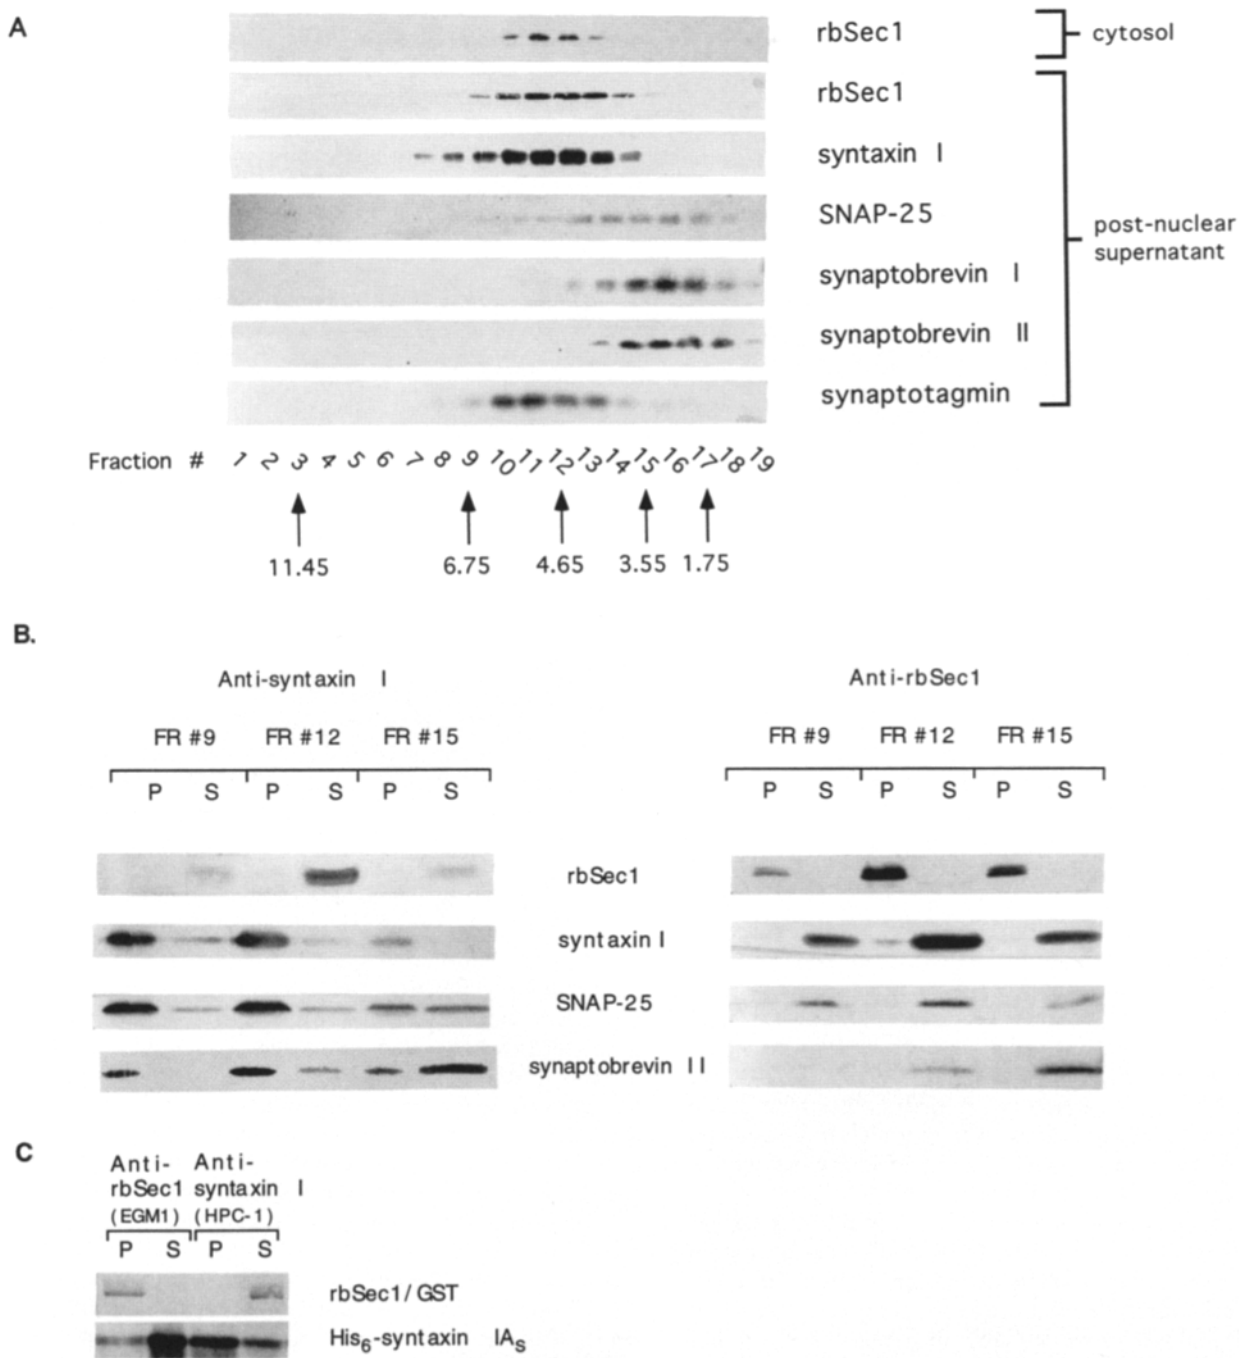 A
rbSec1
cytosol
rbSec1
syntaxin I
SNAP-25
post-nuclear
supernatant
synaptobrevin I
synaptobrevin II
synaptotagmin
Fraction # 1 2 3 4 5 6 7 8 9 10 11 12 13 14 15 16 17 18 19
11.45 6.75 4.65 3.55 1.75
B.
Anti-syntaxin I
Anti-rbSec1
FR #9 FR #12 FR #15
FR #9 FR #12 FR #15
P S P S P S
P S P S P S
rbSec1
syntaxin I
SNAP-25
synaptobrevin II
C
Anti- Anti-
rbSec1 syntaxin I
(EGM1) (HPC-1)
P S P S
rbSec1/GST
His6-syntaxin IAS